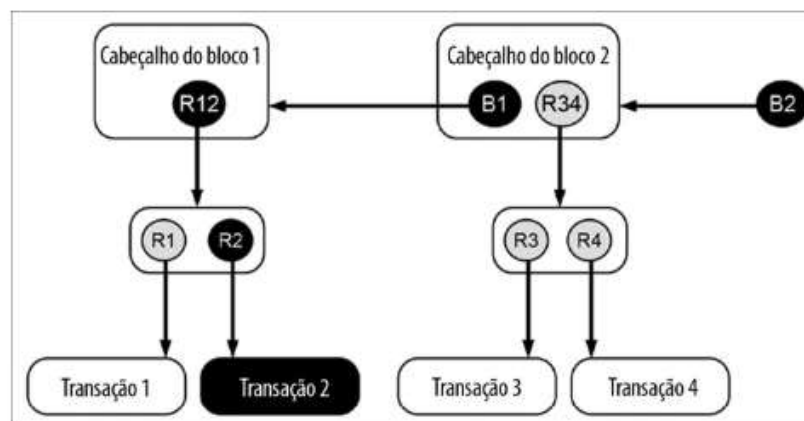 Cabeçalho do bloco 1
Cabeçalho do bloco 2
R12
B1
R34
B2
R1
R2
R3
R4
Transação 1
Transação 2
Transação 3
Transação 4